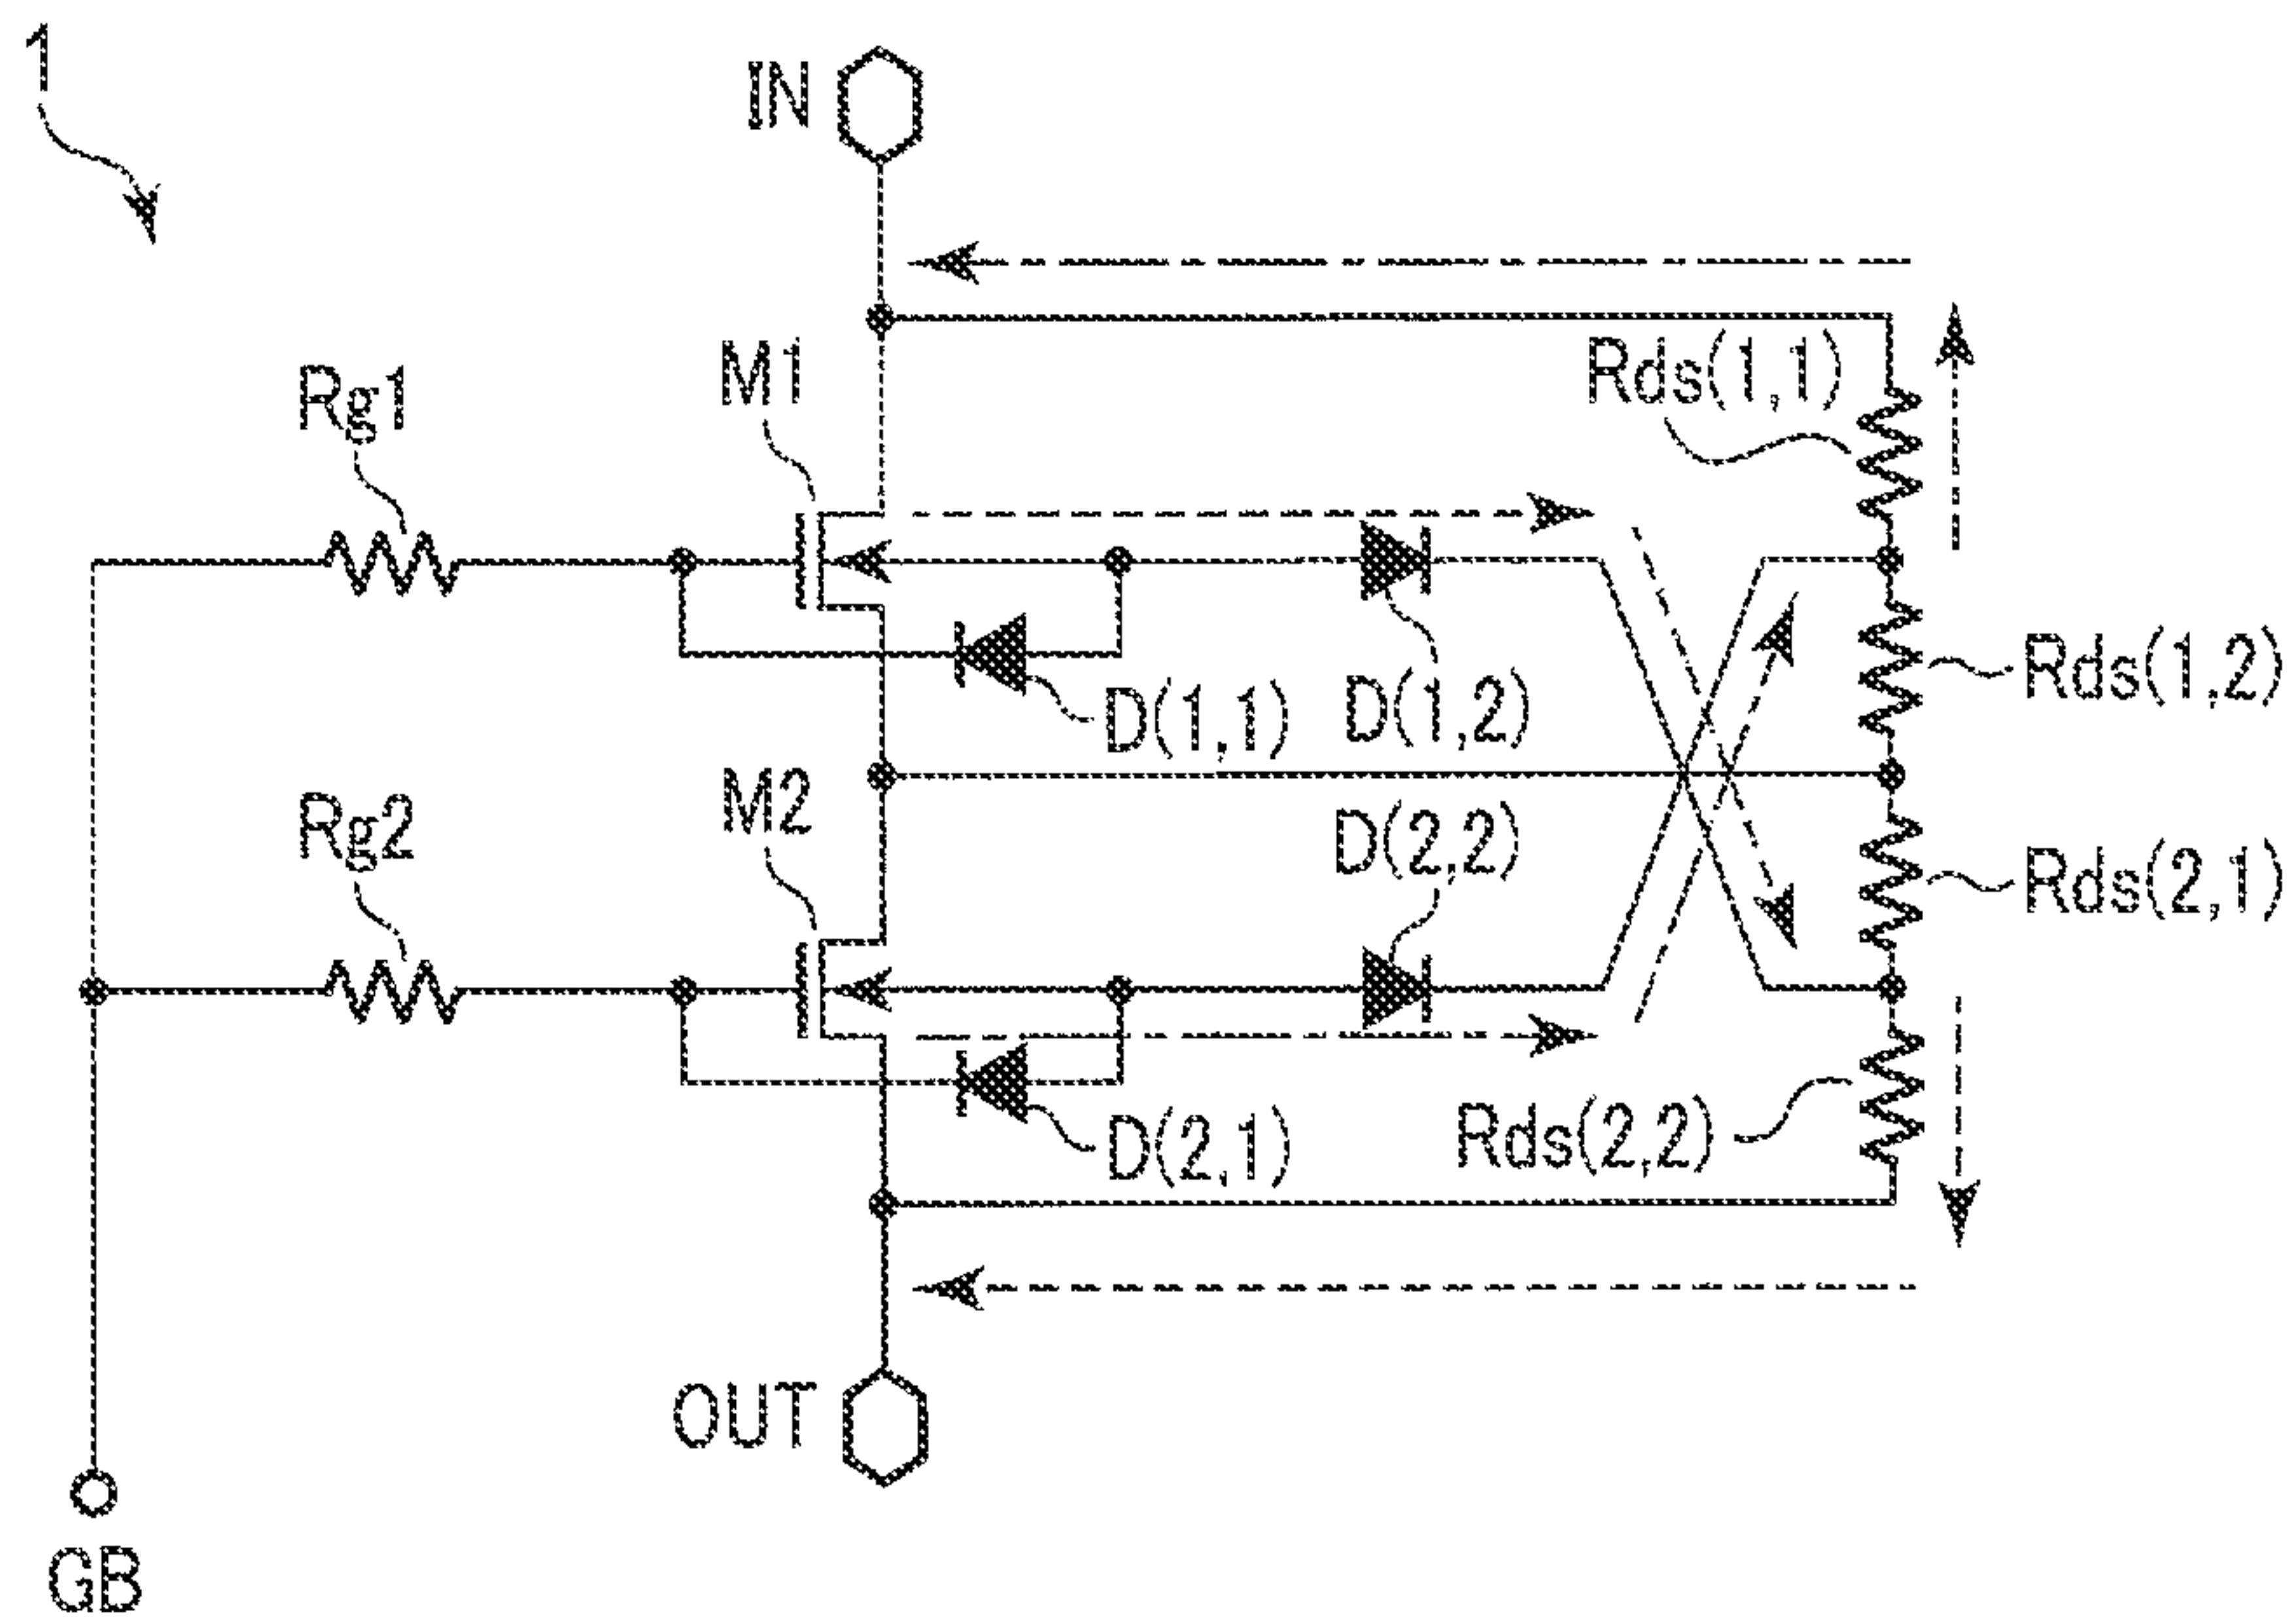 1
IN
M1
Rg1
Rds(1,1)
Rds(1,2)
D(1,1)
D(1,2)
M2
Rg2
D(2,2)
Rds(2,1)
D(2,1)
Rds(2,2)
OUT
GB